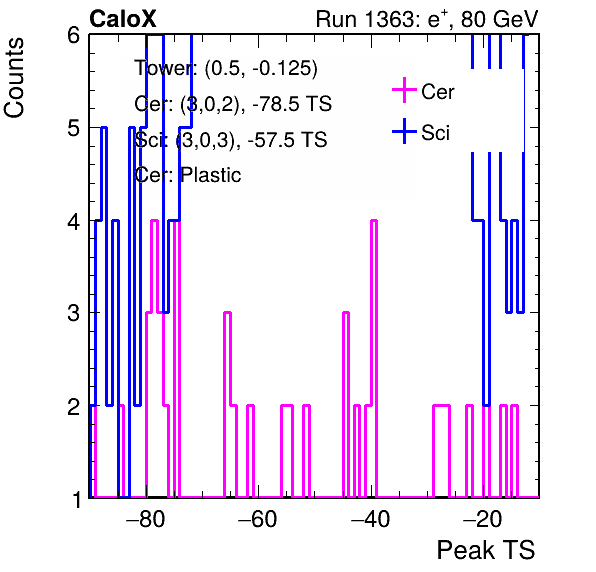 CaloX Run 1363: e+, 80 GeV
Counts
6
5
4
3
2
1
Tower: (0.5, -0.125)
Cer: (3,0,2), -78.5 TS
Sci: (3,0,3), -57.5 TS
Cer: Plastic
Cer
Sci
−80 −60 −40 −20
Peak TS